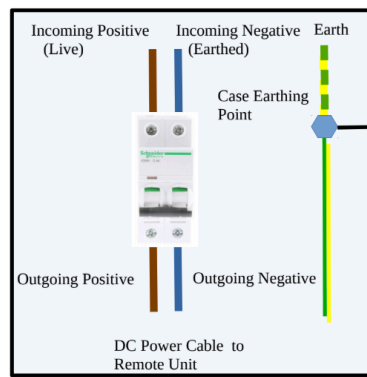 Incoming Positive
(Live)
Incoming Negative
(Earthed)
Earth
Case Earthing
Point
Schneider
Outgoing Positive
Outgoing Negative
DC Power Cable to
Remote Unit